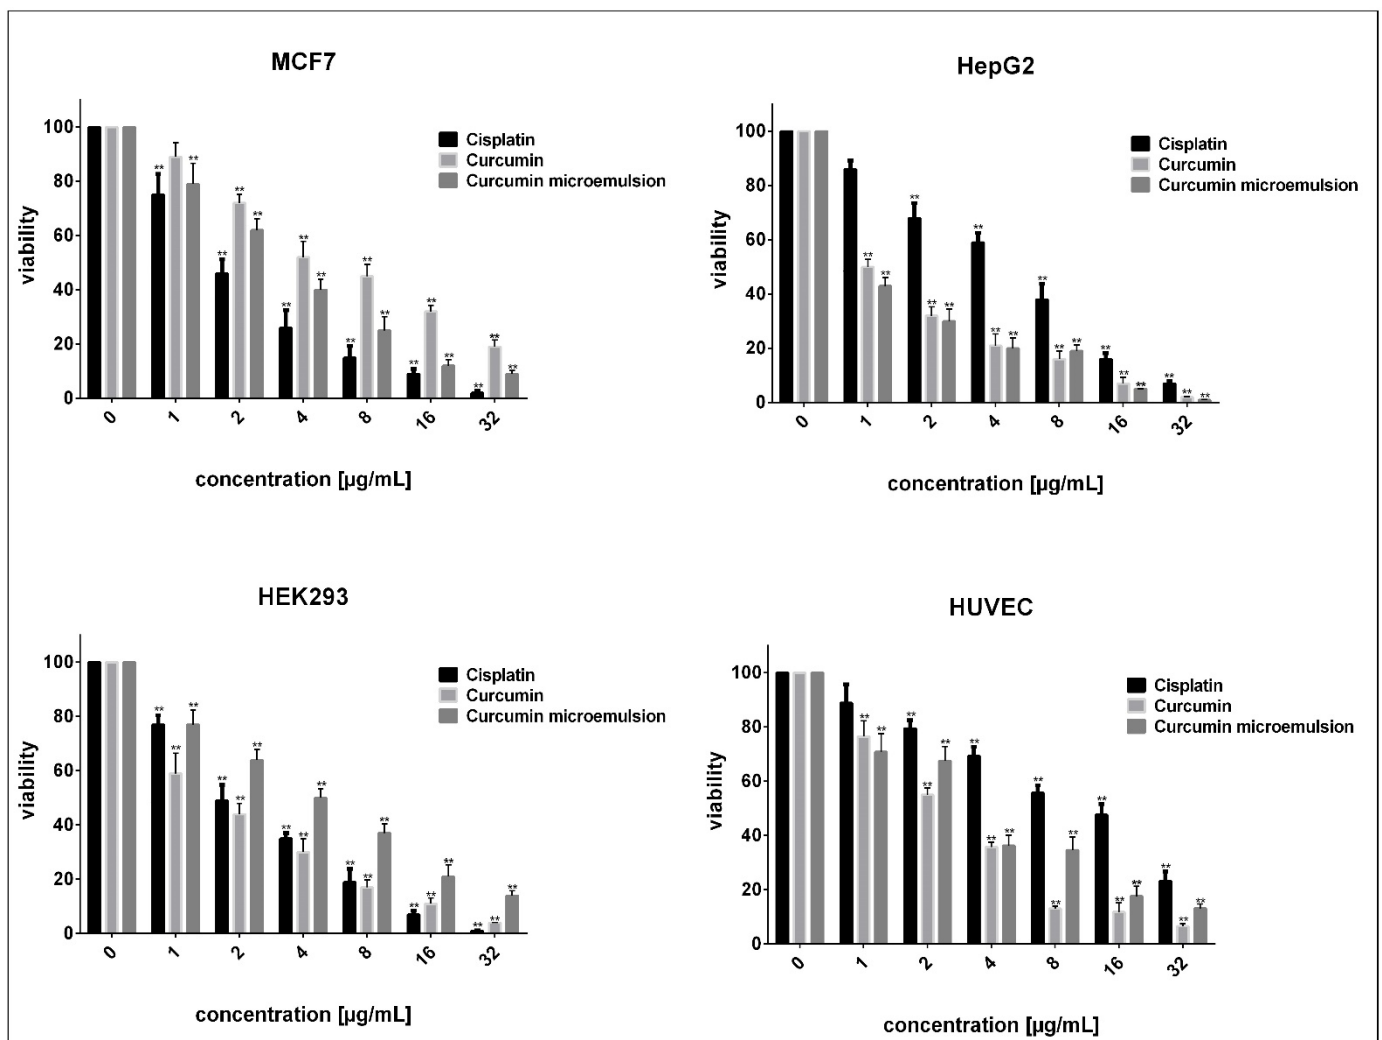 MCF7
100
80
60
40
20
0
viability
Cisplatin
Curcumin
Curcumin microemulsion
** **
** ** **
** ** **
** ** **
** ** **
** ** **
0 1 2 4 8 16 32
concentration [µg/mL]
HepG2
100
80
60
40
20
0
viability
Cisplatin
Curcumin
Curcumin microemulsion
** **
** ** **
** ** **
** ** **
** ** **
** ** **
0 1 2 4 8 16 32
concentration [µg/mL]
HEK293
100
80
60
40
20
0
viability
Cisplatin
Curcumin
Curcumin microemulsion
** ** **
** ** **
** ** **
** ** **
** ** **
** ** **
0 1 2 4 8 16 32
concentration [µg/mL]
HUVEC
100
80
60
40
20
0
viability
Cisplatin
Curcumin
Curcumin microemulsion
** **
** ** **
** ** **
** ** **
** ** **
** ** **
0 1 2 4 8 16 32
concentration [µg/mL]